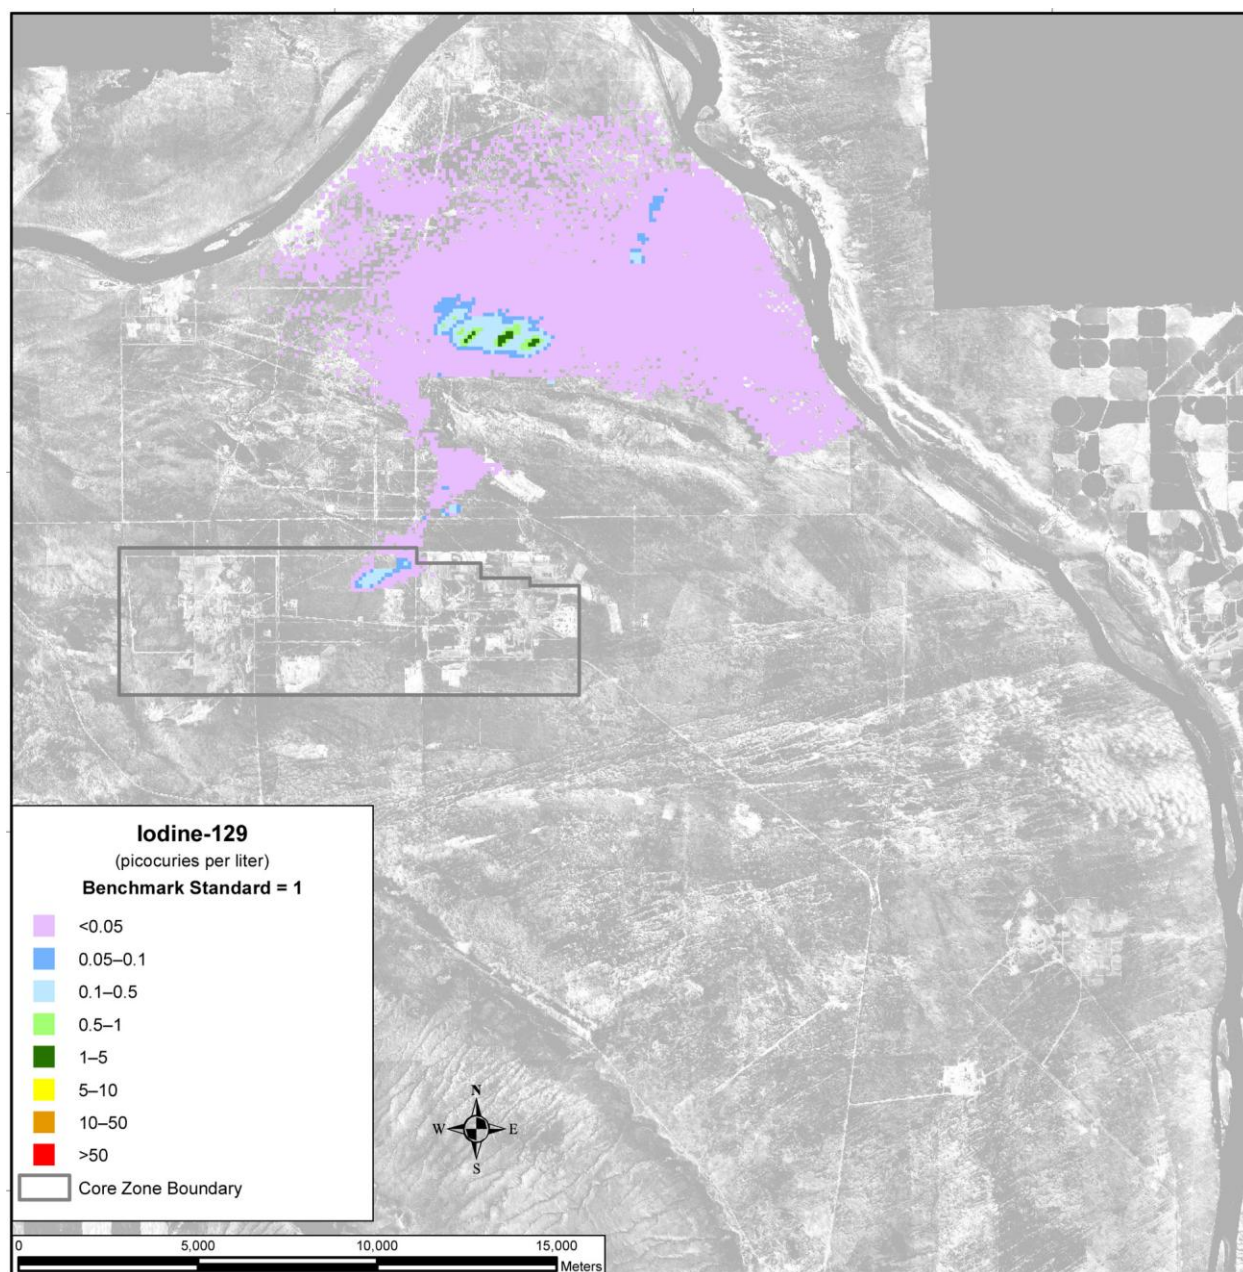 Iodine-129
(picocuries per liter)
Benchmark Standard = 1
<0.05
0.05–0.1
0.1–0.5
0.5–1
1–5
5–10
10–50
>50
Core Zone Boundary
N
W E
S
0 5,000 10,000 15,000
Meters